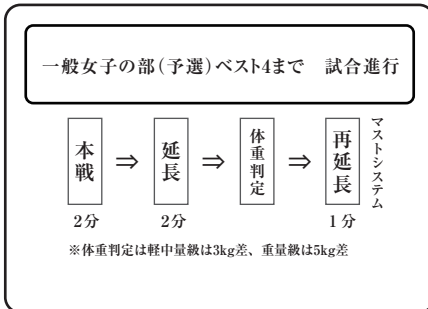 一般女子の部(予選)ベスト4まで 試合進行
本戦 ⇒ 延長 ⇒ 体重判定 ⇒ 再延長 マストシステム
2分 2分 1分
※体重判定は軽中量級は3kg差、重量級は5kg差